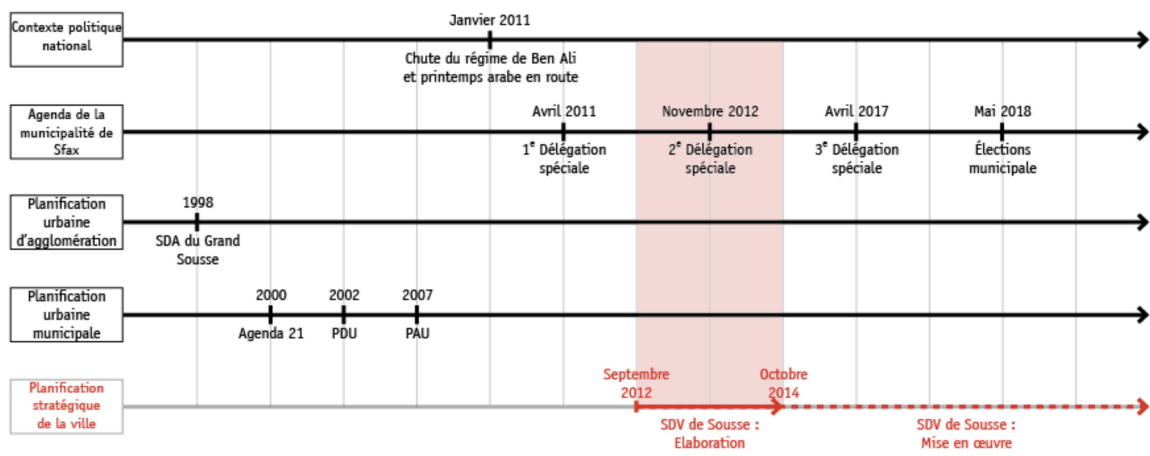 Contexte politique
national
Janvier 2011
Chute du régime de Ben Ali
et printemps arabe en route
Agenda de la
municipalité de
Sfax
Avril 2011
1e Délégation
spéciale
Novembre 2012
2e Délégation
spéciale
Avril 2017
3e Délégation
spéciale
Mai 2018
Élections
municipale
Planification
urbaine
d'agglomération
1998
SDA du Grand
Sousse
Planification
urbaine
municipale
2000
Agenda 21
2002
PDU
2007
PAU
Planification
stratégique
de la ville
Septembre
2012
Octobre
2014
SDV de Sousse :
Elaboration
SDV de Sousse :
Mise en œuvre